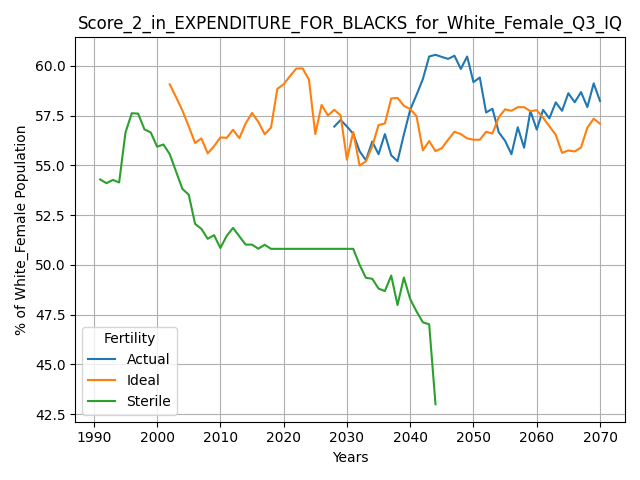 Score_2_in_EXPENDITURE_FOR_BLACKS_for_White_Female_Q3_IQ
% of White_Female Population
60.0
57.5
55.0
52.5
50.0
47.5
45.0
42.5
Fertility
Actual
Ideal
Sterile
1990 2000 2010 2020 2030 2040 2050 2060 2070
Years